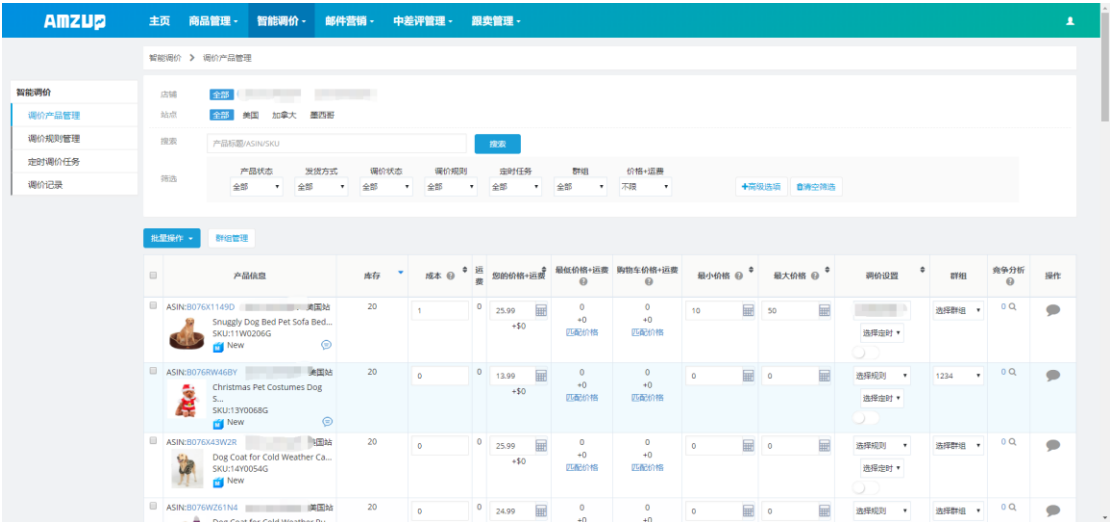 AMZUP 主页 商品管理 智能调价 邮件营销 中差评管理 跟卖管理
智能调价 > 调价产品管理
智能调价
调价产品管理
调价规则管理
定时调价任务
调价记录
店铺 全部
站点 全部 美国 加拿大 墨西哥
搜索 产品标题/ASIN/SKU 搜索
筛选
产品状态 发货方式 调价状态 调价规则 定时任务 群组 价格+运费
全部 全部 全部 全部 全部 全部 不限 +高级选项 清空筛选
批量操作 群组管理
产品信息 库存 成本 运费 您的价格+运费 最低价格+运费 购物车价格+运费 最小价格 最大价格 调价设置 群组 竞争分析 操作
ASIN:B076X1149D 美国站 20 1 0 25.99 0 0 10 50 选择群组 0
Snuggly Dog Bed Pet Sofa Bed... +$0 +0 +0
SKU:11W0206G 匹配价格 匹配价格 选择定时
New
ASIN:B076RW46BY 美国站 20 0 0 13.99 0 0 0 0 选择规则 1234 0
Christmas Pet Costumes Dog +$0 +0 +0
S... 匹配价格 匹配价格 选择定时
SKU:13Y0068G
New
ASIN:B076X43W2R 美国站 20 0 0 25.99 0 0 0 0 选择规则 选择群组 0
Dog Coat for Cold Weather Ca... +$0 +0 +0
SKU:14Y0054G 匹配价格 匹配价格 选择定时
New
ASIN:B076WZ61N4 美国站 20 0 0 24.99 0 0 0 0 选择规则 选择群组 0
+0 +0